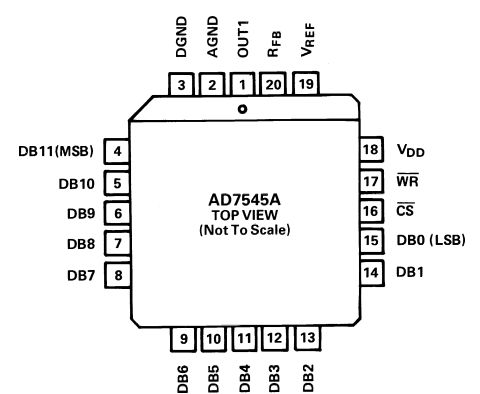 DGND
AGND
OUT1
RFB
VREF
3
2
1
20
19
DB11(MSB)
4
DB10
5
DB9
6
DB8
7
DB7
8
AD7545A
TOP VIEW
(Not To Scale)
18
VDD
17
W̅R̅
16
C̅S̅
15
DB0 (LSB)
14
DB1
9
10
11
12
13
DB6
DB5
DB4
DB3
DB2